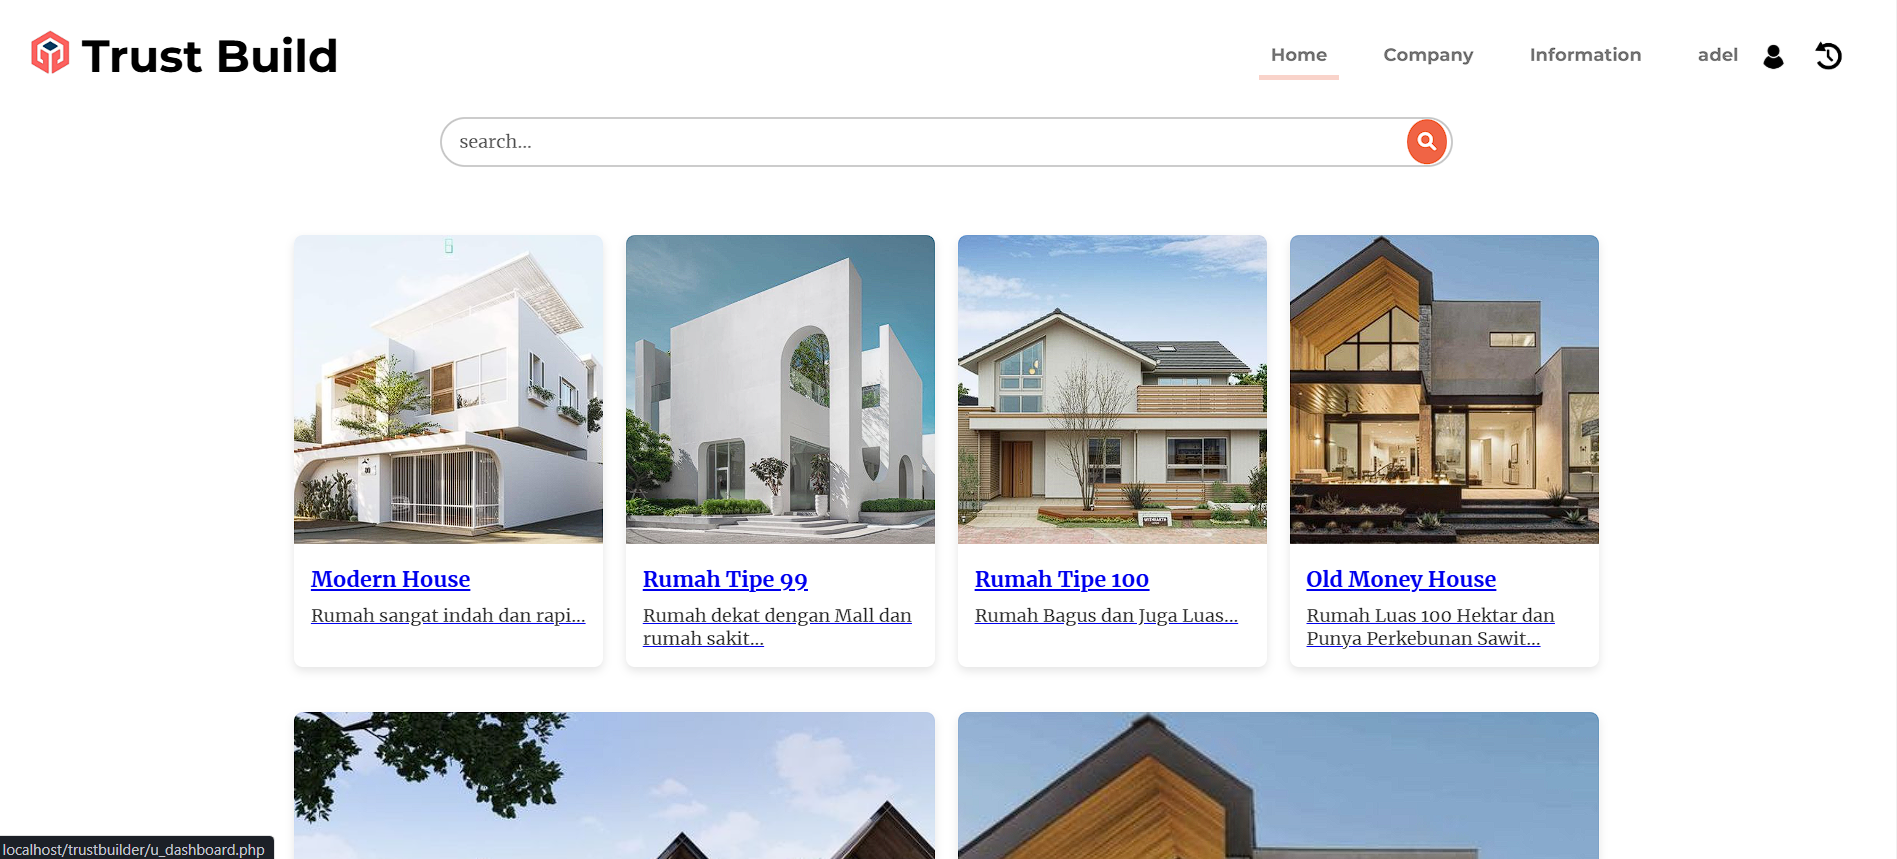 Trust Build
Home Company Information adel
search...
Modern House
Rumah sangat indah dan rapi...
Rumah Tipe 99
Rumah dekat dengan Mall dan
rumah sakit...
Rumah Tipe 100
Rumah Bagus dan Juga Luas...
Old Money House
Rumah Luas 100 Hektar dan
Punya Perkebunan Sawit...
localhost/trustbuilder/u_dashboard.php